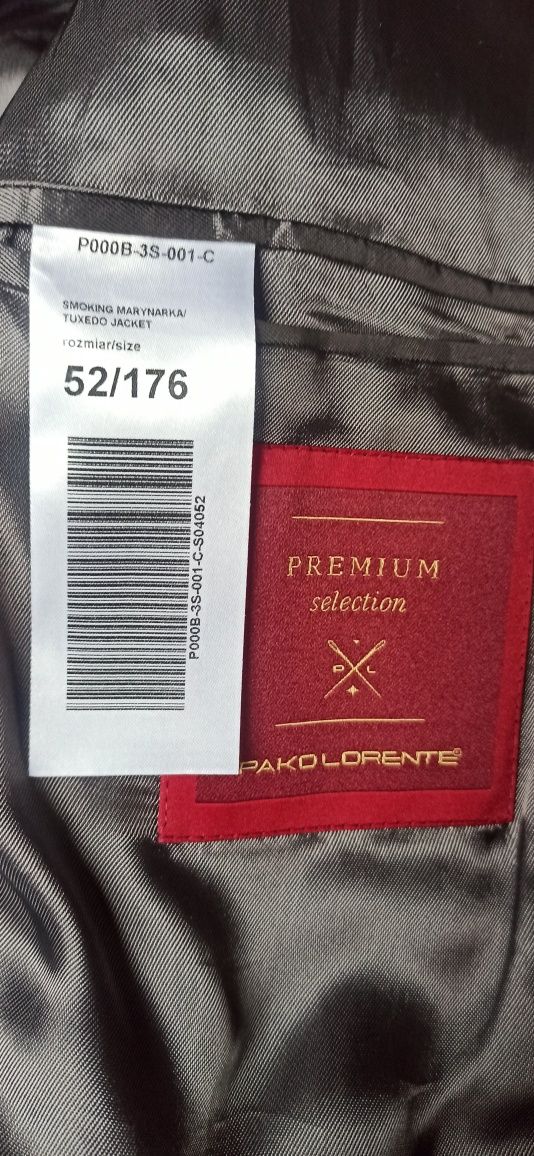 P000B-3S-001-C
SMOKING MARYNARKA/
TUXEDO JACKET
rozmiar/size
52/176
P000B-3S-001-C-S04052
PREMIUM
selection
P L
PAKO LORENTE®